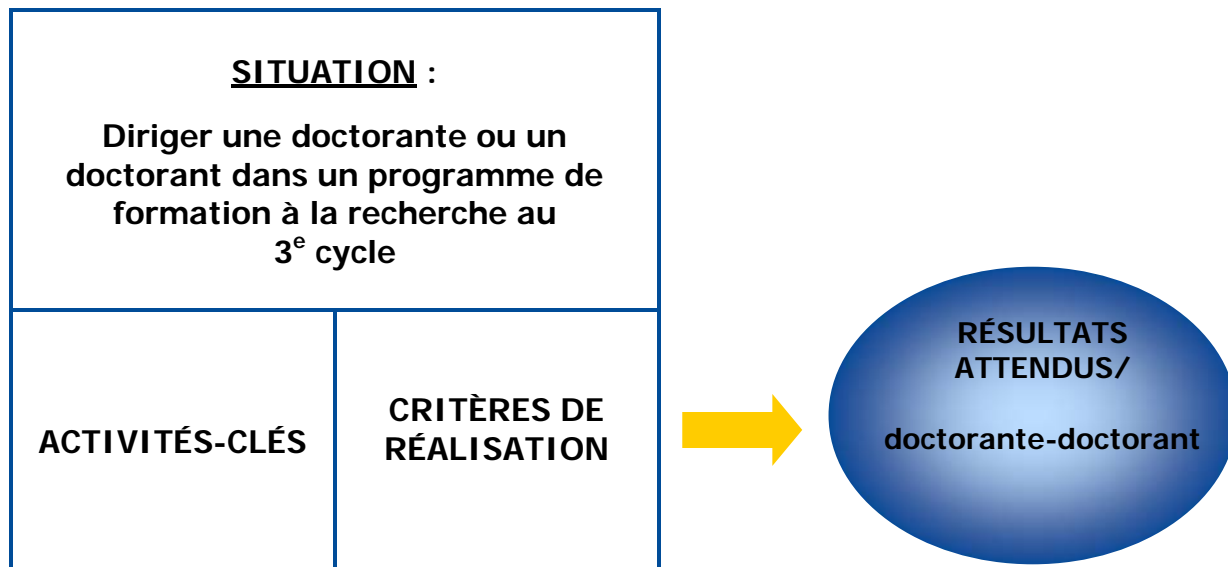 SITUATION :
Diriger une doctorante ou un
doctorant dans un programme de
formation à la recherche au
3e cycle
ACTIVITÉS-CLÉS
CRITÈRES DE
RÉALISATION
RÉSULTATS
ATTENDUS/
doctorante-doctorant